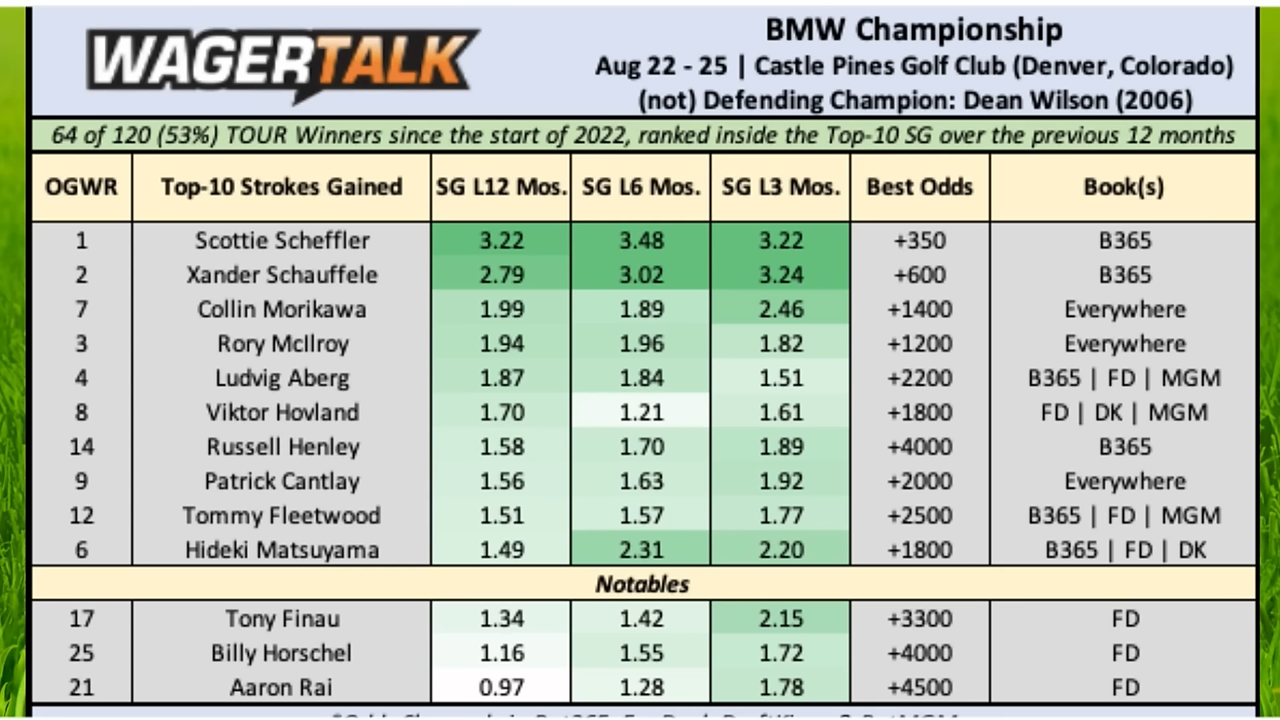 WAGERTALK
BMW Championship
Aug 22 - 25 | Castle Pines Golf Club (Denver, Colorado)
(not) Defending Champion: Dean Wilson (2006)
64 of 120 (53%) TOUR Winners since the start of 2022, ranked inside the Top-10 SG over the previous 12 months
OGWR Top-10 Strokes Gained SG L12 Mos. SG L6 Mos. SG L3 Mos. Best Odds Book(s)
1 Scottie Scheffler 3.22 3.48 3.22 +350 B365
2 Xander Schauffele 2.79 3.02 3.24 +600 B365
7 Collin Morikawa 1.99 1.89 2.46 +1400 Everywhere
3 Rory McIlroy 1.94 1.96 1.82 +1200 Everywhere
4 Ludvig Aberg 1.87 1.84 1.51 +2200 B365 | FD | MGM
8 Viktor Hovland 1.70 1.21 1.61 +1800 FD | DK | MGM
14 Russell Henley 1.58 1.70 1.89 +4000 B365
9 Patrick Cantlay 1.56 1.63 1.92 +2000 Everywhere
12 Tommy Fleetwood 1.51 1.57 1.77 +2500 B365 | FD | MGM
6 Hideki Matsuyama 1.49 2.31 2.20 +1800 B365 | FD | DK
Notables
17 Tony Finau 1.34 1.42 2.15 +3300 FD
25 Billy Horschel 1.16 1.55 1.72 +4000 FD
21 Aaron Rai 0.97 1.28 1.78 +4500 FD